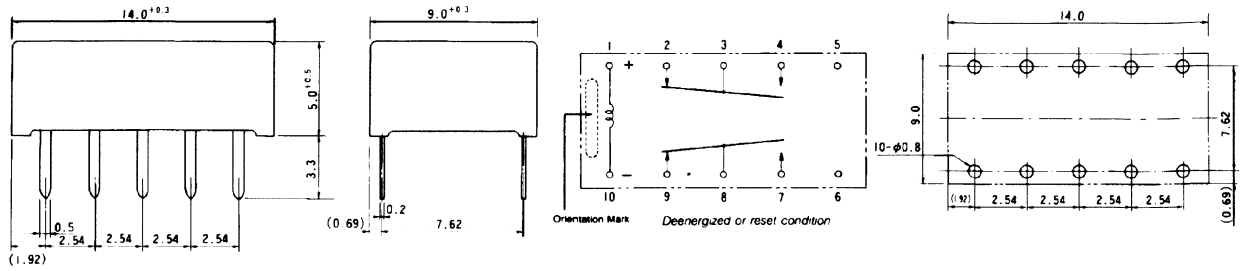 14.0+0.3
5.0+0.5
3.3
0.5
2.54 2.54 2.54 2.54
(1.92)
9.0+0.3
0.2
(0.69)
7.62
1 2 3 4 5
+
−
10 9 8 7 6
Orientation Mark
Deenergized or reset condition
14.0
9.0
7.62
10-φ0.8
(1.92) 2.54 2.54 2.54 2.54
(0.69)